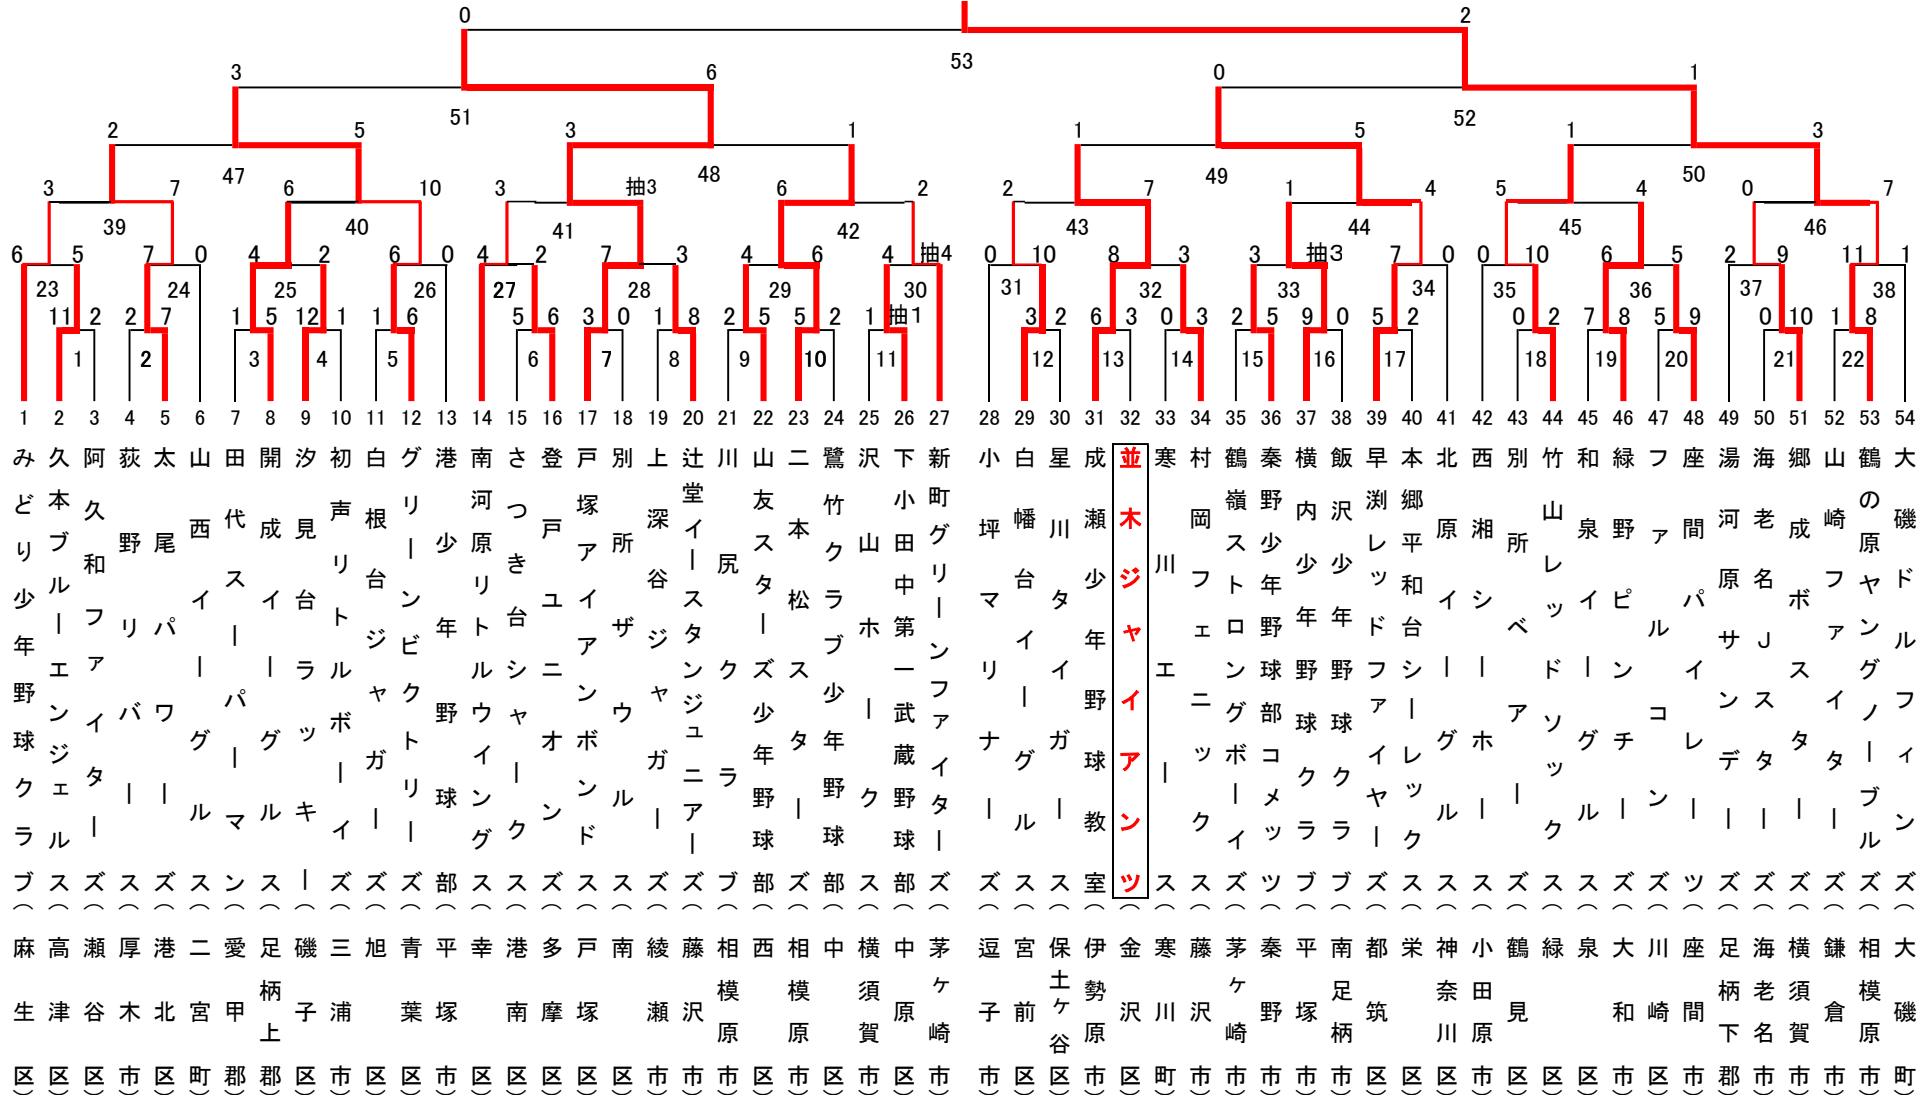 0 2
53
3 6 0 1
51 52
2 5 3 1 1 5 1 3
47 48 49 50
3 7 6 10 3 抽3 6 2 2 7 1 4 5 4 0 7
39 40 41 42 43 44 45 46
6 5 7 0 4 2 6 0 4 2 7 3 4 6 4 抽4 0 10 8 3 3 抽3 7 0 0 10 6 5 2 9 11 1
23 24 25 26 27 28 29 30 31 32 33 34 35 36 37 38
11 2 2 7 1 5 12 1 1 6 5 6 3 0 1 8 2 5 5 2 1 抽1 3 2 6 3 0 3 2 5 9 0 5 2 0 2 7 8 5 9 0 10 1 8
1 2 3 4 5 6 7 8 9 10 11 12 13 14 15 16 17 18 19 20 21 22
1 みどり少年野球クラブ(麻生区)
2 久本ブルーエンジェルス(高津区)
3 阿久和ファイターズ(瀬谷区)
4 荻野リバース(厚木市)
5 太尾パワーズ(港北区)
6 山西イーグルス(二宮町)
7 田代スーパーマン(愛甲郡)
8 開成イーグルス(足柄上郡)
9 汐見台ラッキー(磯子区)
10 初声リトルボーイズ(三浦市)
11 白根台ジャガーズ(旭区)
12 グリーンビクトリーズ(青葉区)
13 港少年野球部(平塚市)
14 南河原リトルウイングス(幸区)
15 さつき台シャークス(港南区)
16 登戸ユニオンズ(多摩区)
17 戸塚アイアンボンドス(戸塚区)
18 別所ザウルス(南区)
19 上深谷ジャガーズ(綾瀬市)
20 辻堂イースタンジュニアーズ(藤沢市)
21 川尻クラブ(相模原市)
22 山友スターズ少年野球部(西区)
23 二本松スターズ(相模原市)
24 鷺竹クラブ少年野球部(中区)
25 沢山ホークス(横須賀市)
26 下小田中第一武蔵野球部(中原区)
27 新町グリーンファイターズ(茅ケ崎市)
28 小坪マリナーズ(逗子市)
29 白幡台イーグルス(宮前区)
30 星川タイガース(保土ケ谷区)
31 成瀬少年野球教室(伊勢原市)
32 並木ジャイアンツ(金沢区)
33 寒川エース(寒川町)
34 村岡フェニックス(藤沢市)
35 鶴嶺ストロングボーイズ(茅ケ崎市)
36 秦野少年野球部コメッツ(秦野市)
37 横内少年野球クラブ(平塚市)
38 飯沢少年野球クラブ(南足柄市)
39 早渕レッドファイヤーズ(都筑区)
40 本郷平和台シーレックス(栄区)
41 北原イーグルス(神奈川区)
42 西湘シーホース(小田原市)
43 別所ベアーズ(鶴見区)
44 竹山レッドソックス(緑区)
45 和泉イーグルス(泉区)
46 緑野ピンチーズ(大和市)
47 ファルコンズ(川崎区)
48 座間パイレーツ(座間市)
49 湯河原サンデーズ(足柄下郡)
50 海老名Jスターズ(海老名市)
51 郷成ボスターズ(横須賀市)
52 山崎ファイターズ(鎌倉市)
53 鶴の原ヤングノーブルズ(相模原市)
54 大磯ドルフィンズ(大磯町)